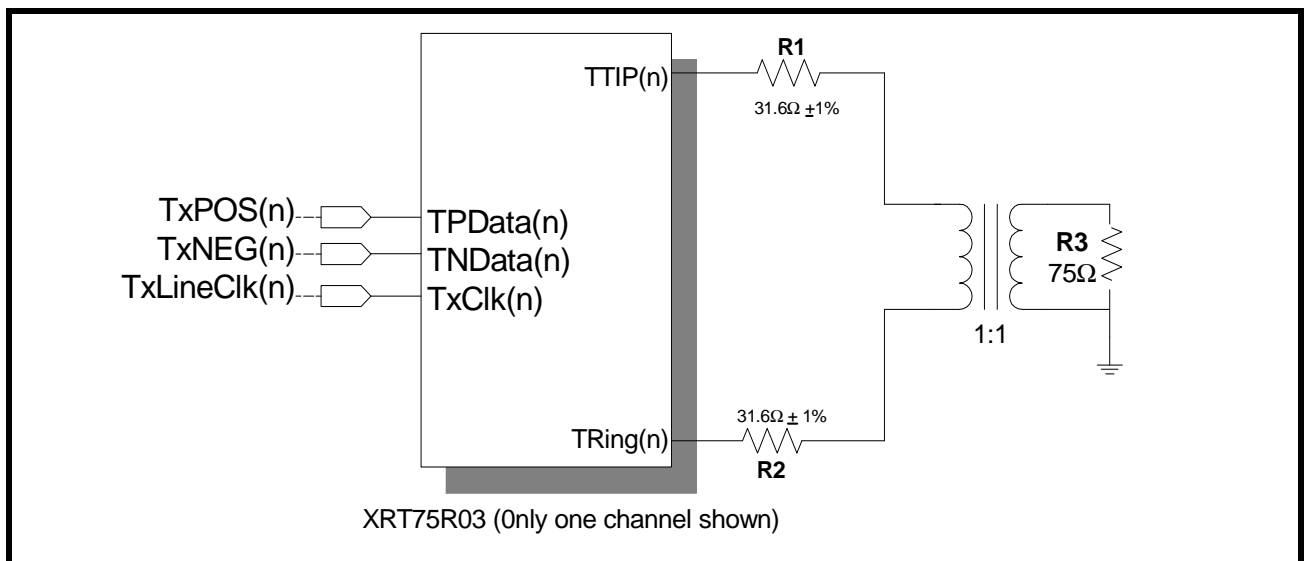 R1
TTIP(n)
31.6Ω ±1%
TxPOS(n)
TPData(n)
TxNEG(n)
TNData(n)
TxLineClk(n)
TxClk(n)
R3
75Ω
1:1
31.6Ω ± 1%
TRing(n)
R2
XRT75R03 (0nly one channel shown)